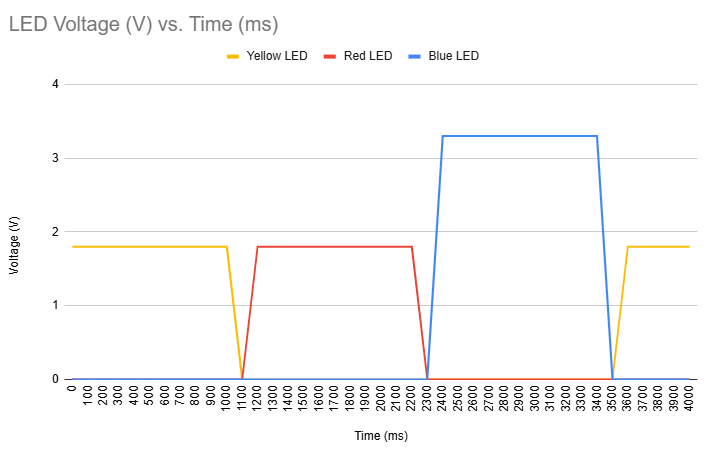 LED Voltage (V) vs. Time (ms)
Yellow LED Red LED Blue LED
4
3
2
1
0
Voltage (V)
0 100 200 300 400 500 600 700 800 900 1000 1100 1200 1300 1400 1500 1600 1700 1800 1900 2000 2100 2200 2300 2400 2500 2600 2700 2800 2900 3000 3100 3200 3300 3400 3500 3600 3700 3800 3900 4000
Time (ms)